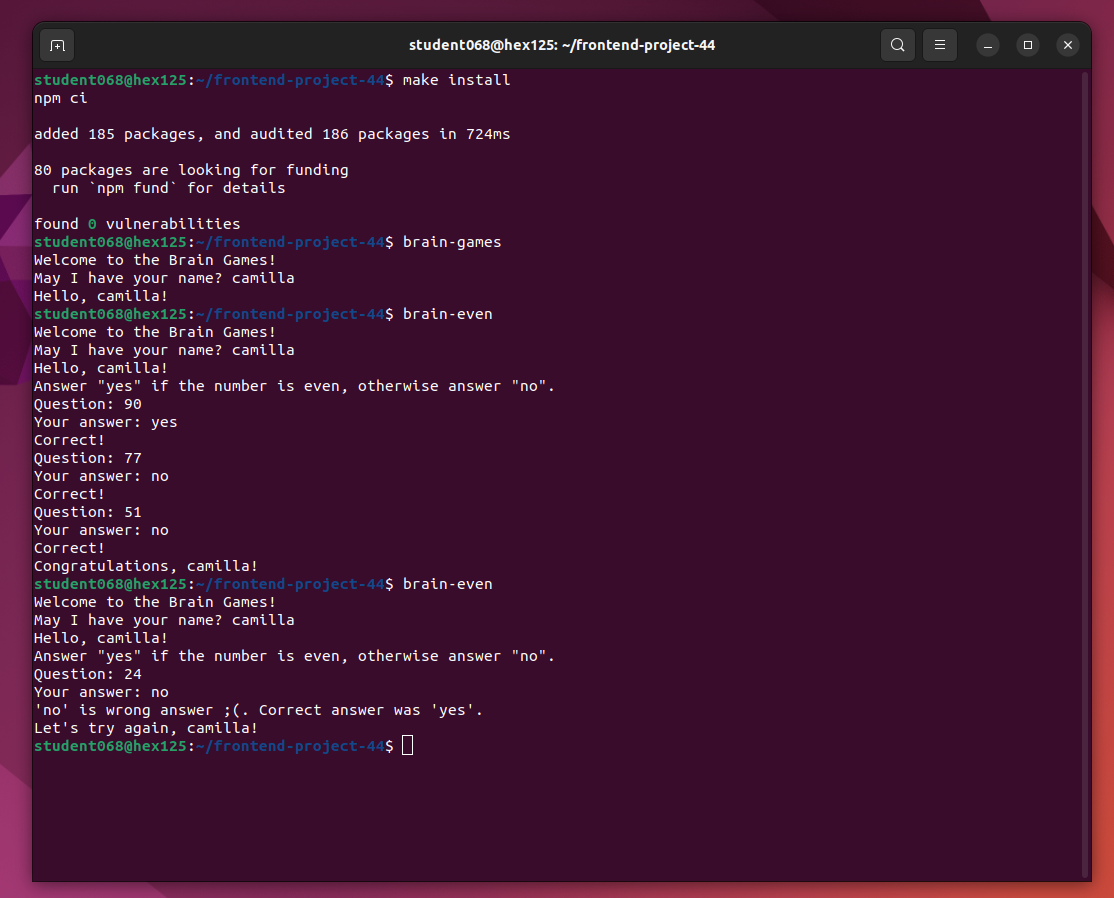 student068@hex125: ~/frontend-project-44
student068@hex125:~/frontend-project-44$ make install
npm ci
added 185 packages, and audited 186 packages in 724ms
80 packages are looking for funding
  run `npm fund` for details
found 0 vulnerabilities
student068@hex125:~/frontend-project-44$ brain-games
Welcome to the Brain Games!
May I have your name? camilla
Hello, camilla!
student068@hex125:~/frontend-project-44$ brain-even
Welcome to the Brain Games!
May I have your name? camilla
Hello, camilla!
Answer "yes" if the number is even, otherwise answer "no".
Question: 90
Your answer: yes
Correct!
Question: 77
Your answer: no
Correct!
Question: 51
Your answer: no
Correct!
Congratulations, camilla!
student068@hex125:~/frontend-project-44$ brain-even
Welcome to the Brain Games!
May I have your name? camilla
Hello, camilla!
Answer "yes" if the number is even, otherwise answer "no".
Question: 24
Your answer: no
'no' is wrong answer ;(. Correct answer was 'yes'.
Let's try again, camilla!
student068@hex125:~/frontend-project-44$